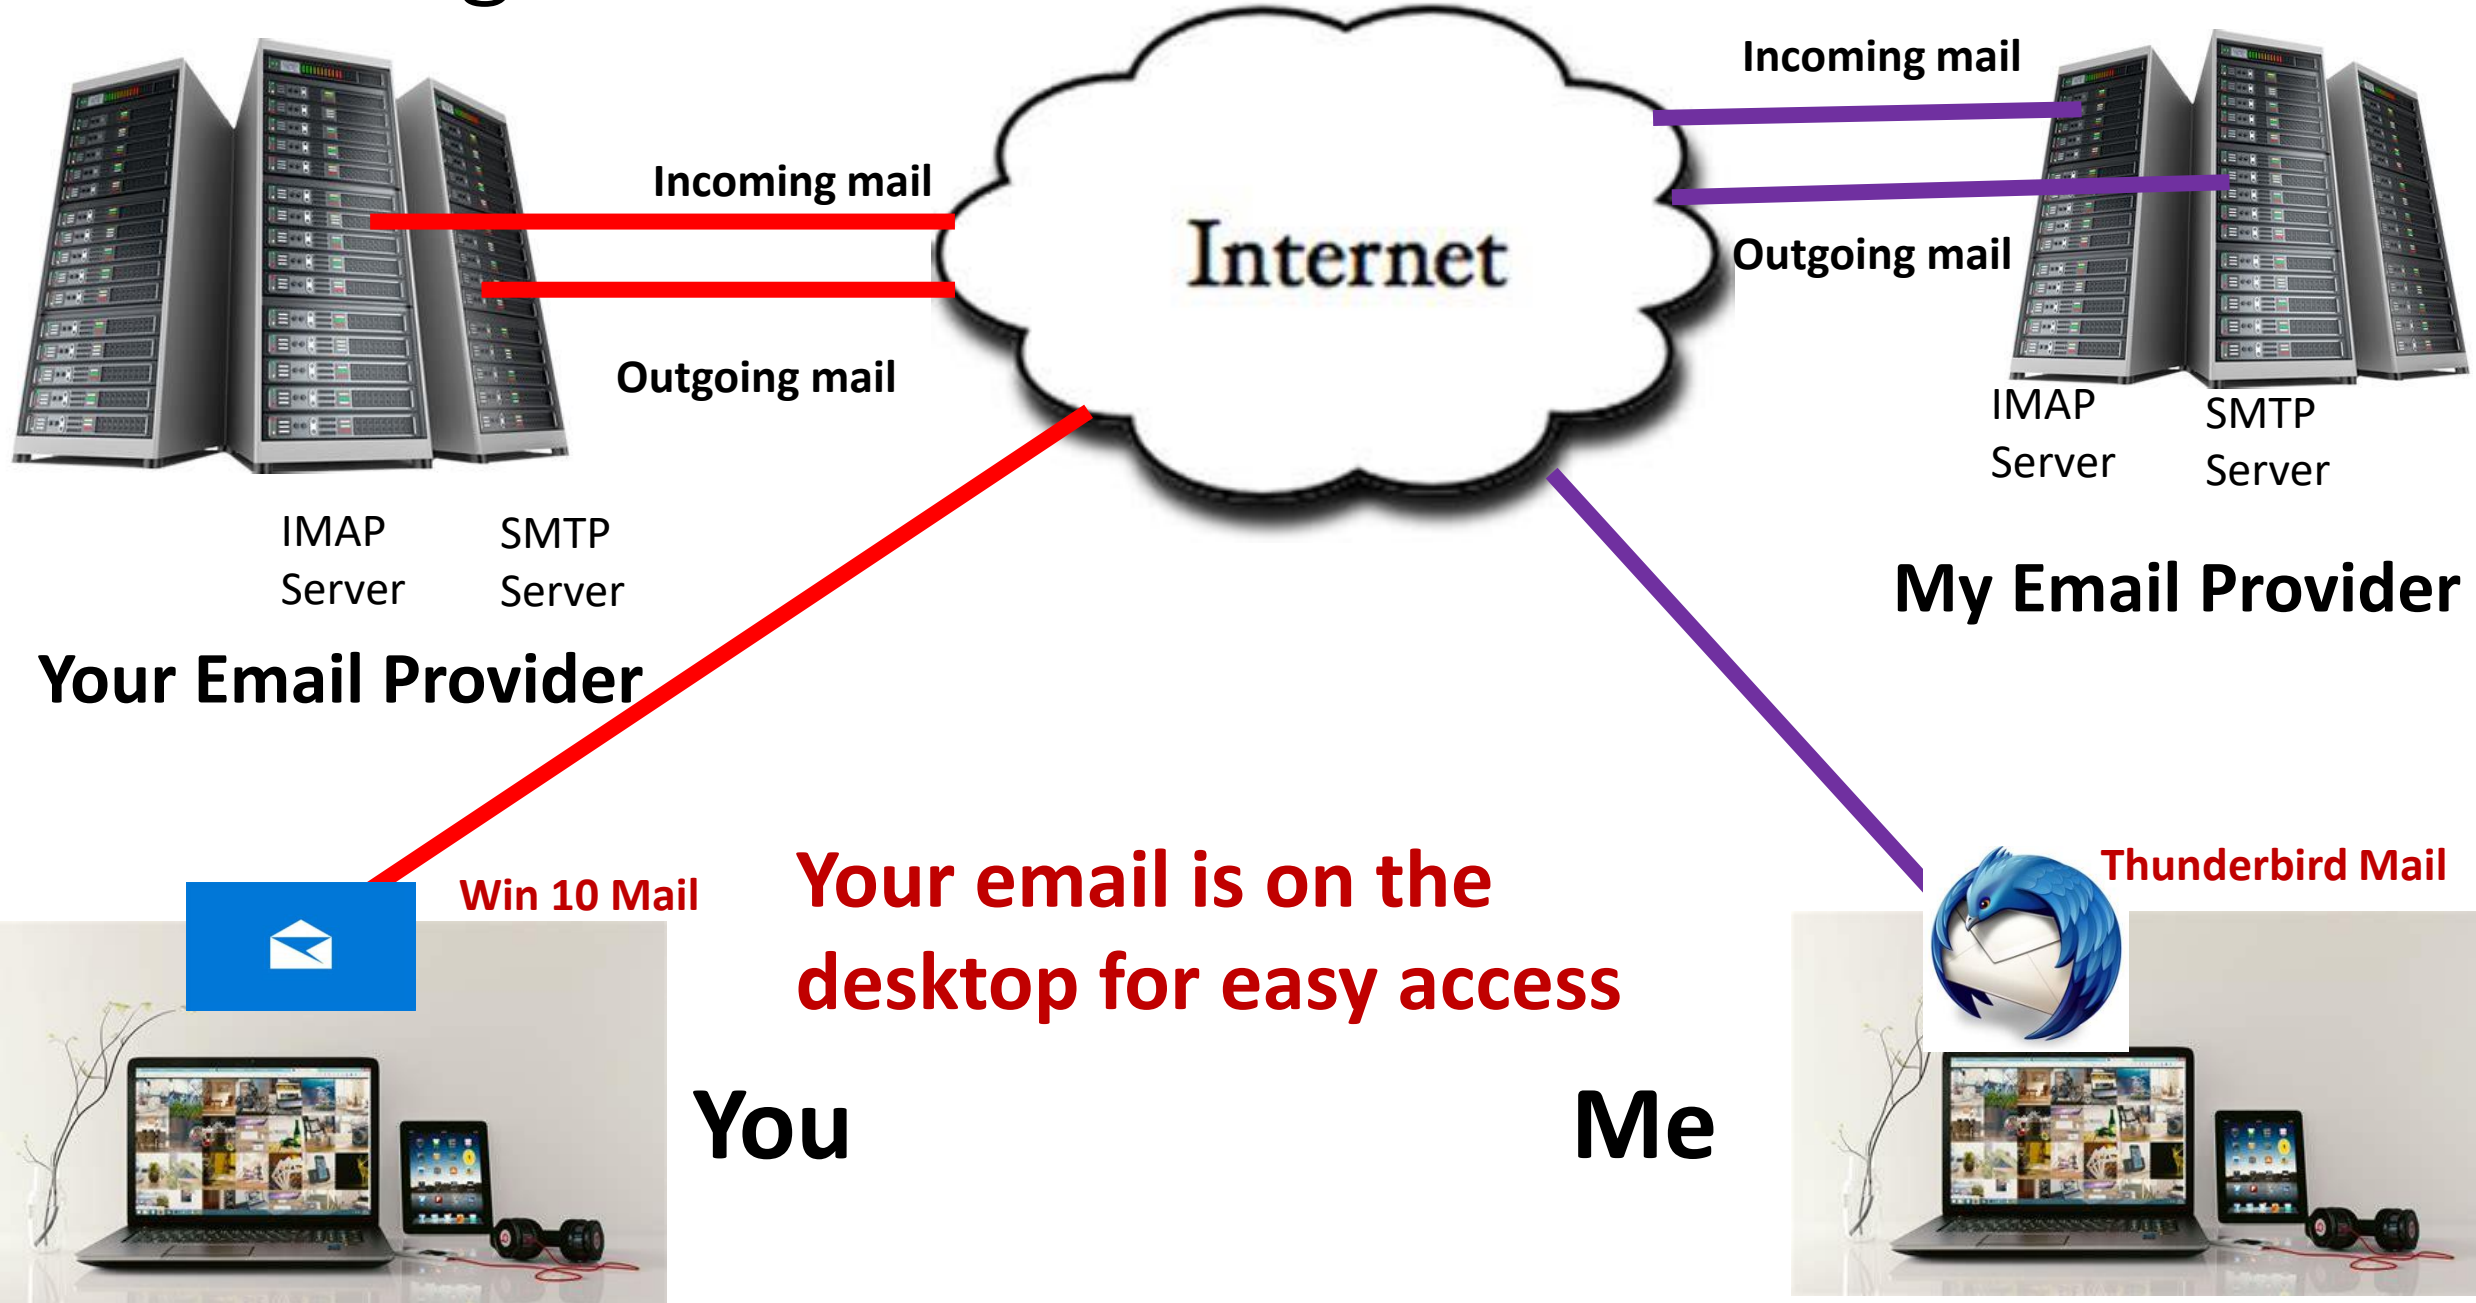 Incoming mail
Incoming mail
Internet
Outgoing mail
Outgoing mail
IMAP
Server
SMTP
Server
IMAP
Server
SMTP
Server
My Email Provider
Your Email Provider
Win 10 Mail
Your email is on the
desktop for easy access
Thunderbird Mail
You
Me